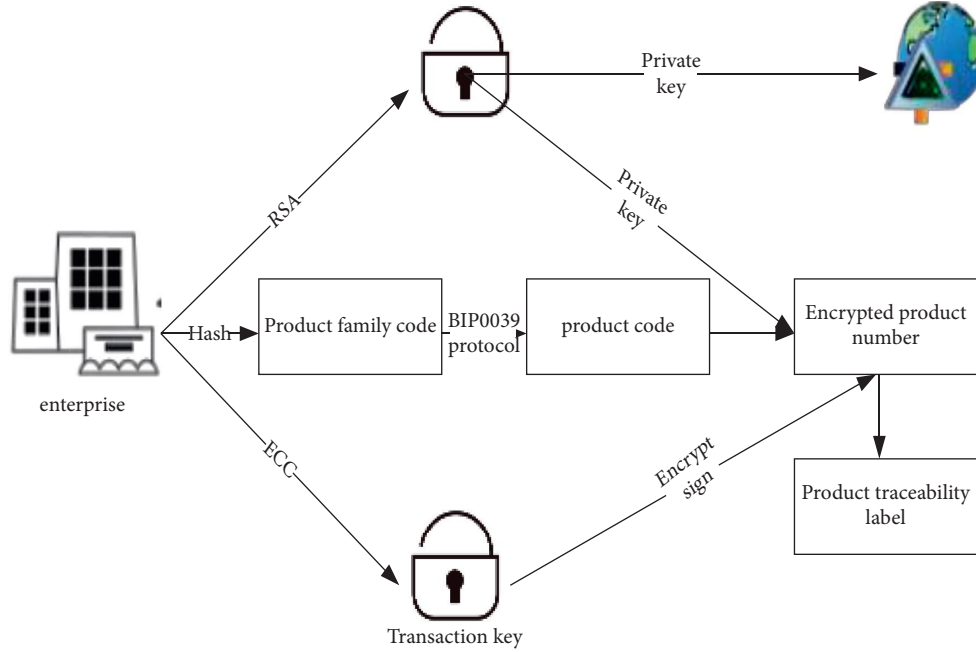 Private
key
Private
key
RSA
Hash
Product family code
BIP0039
protocol
product code
Encrypted product
number
enterprise
ECC
Encrypt
sign
Product traceability
label
Transaction key